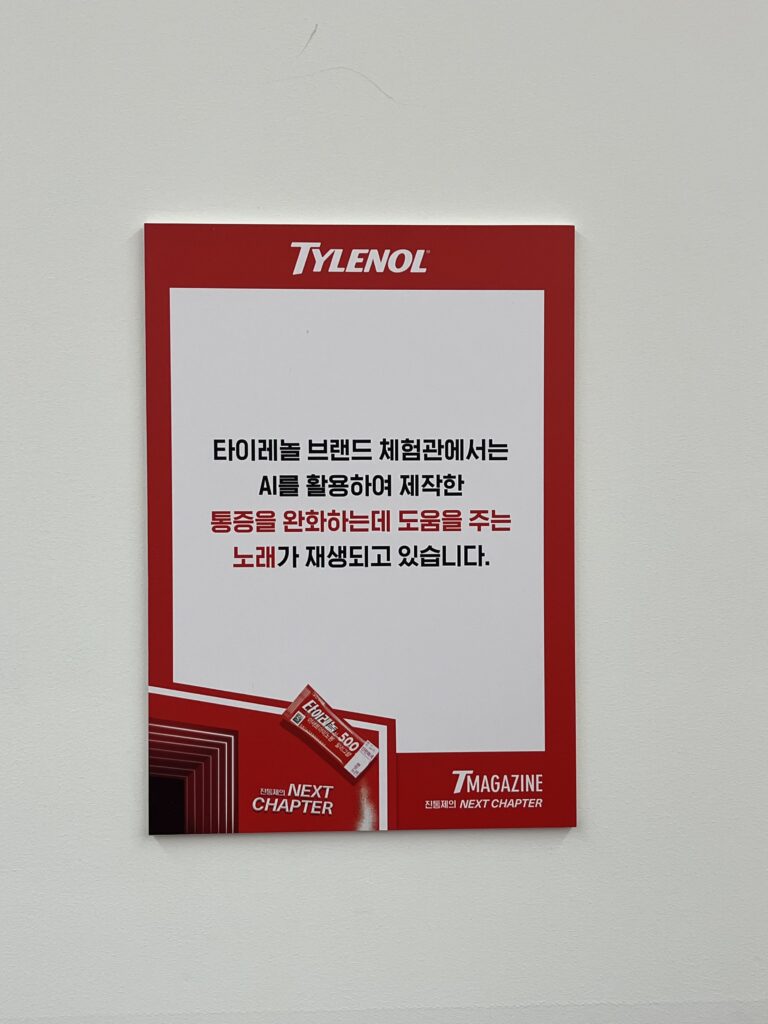 TYLENOL
타이레놀 브랜드 체험관에서는
AI를 활용하여 제작한
통증을 완화하는데 도움을 주는
노래가 재생되고 있습니다.
타이레놀
500
진통제의 NEXT
CHAPTER
TMAGAZINE
진통제의 NEXT CHAPTER